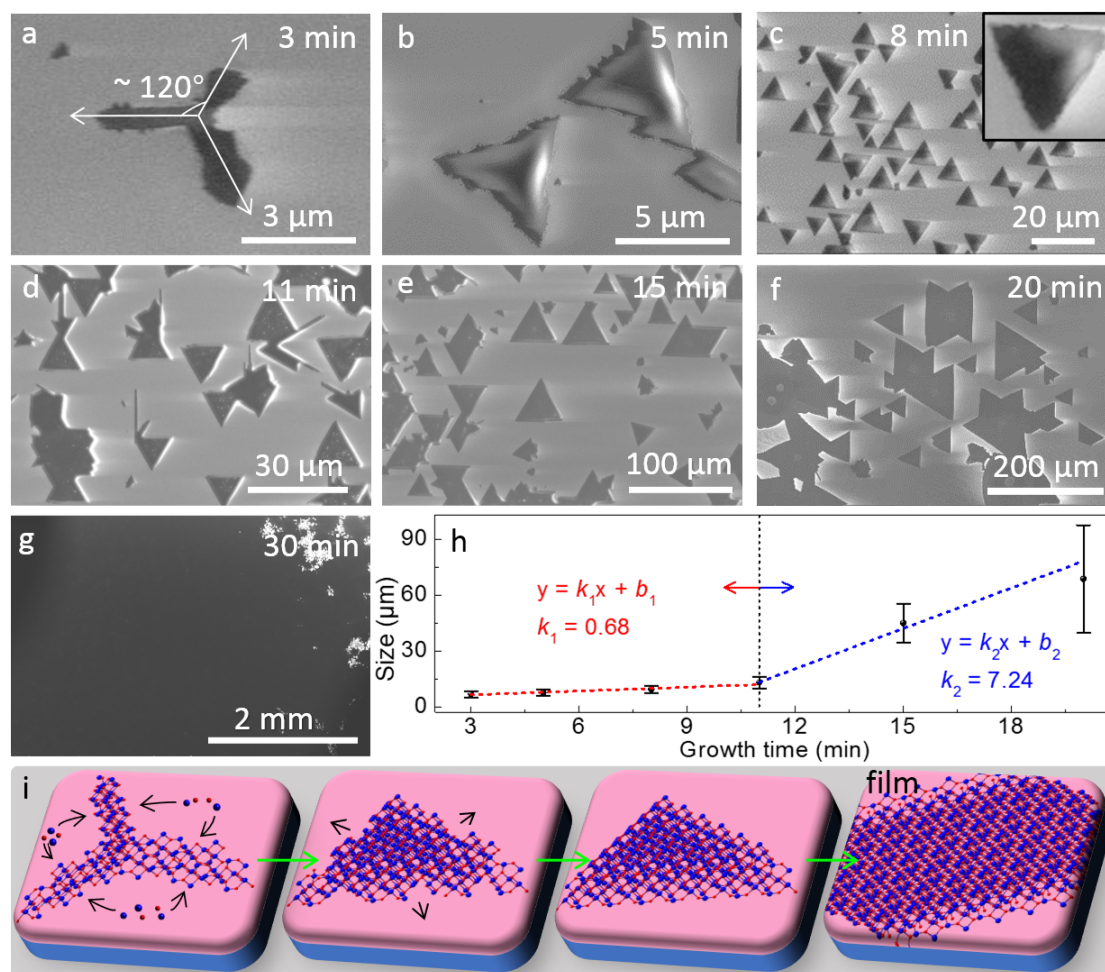 a
3 min
~ 120°
3 µm
b
5 min
5 µm
c
8 min
20 µm
d
11 min
30 µm
e
15 min
100 µm
f
20 min
200 µm
g
30 min
2 mm
h
Size (µm)
90
60
30
0
y = k₁x + b₁
k₁ = 0.68
y = k₂x + b₂
k₂ = 7.24
3 6 9 12 15 18
Growth time (min)
i
film